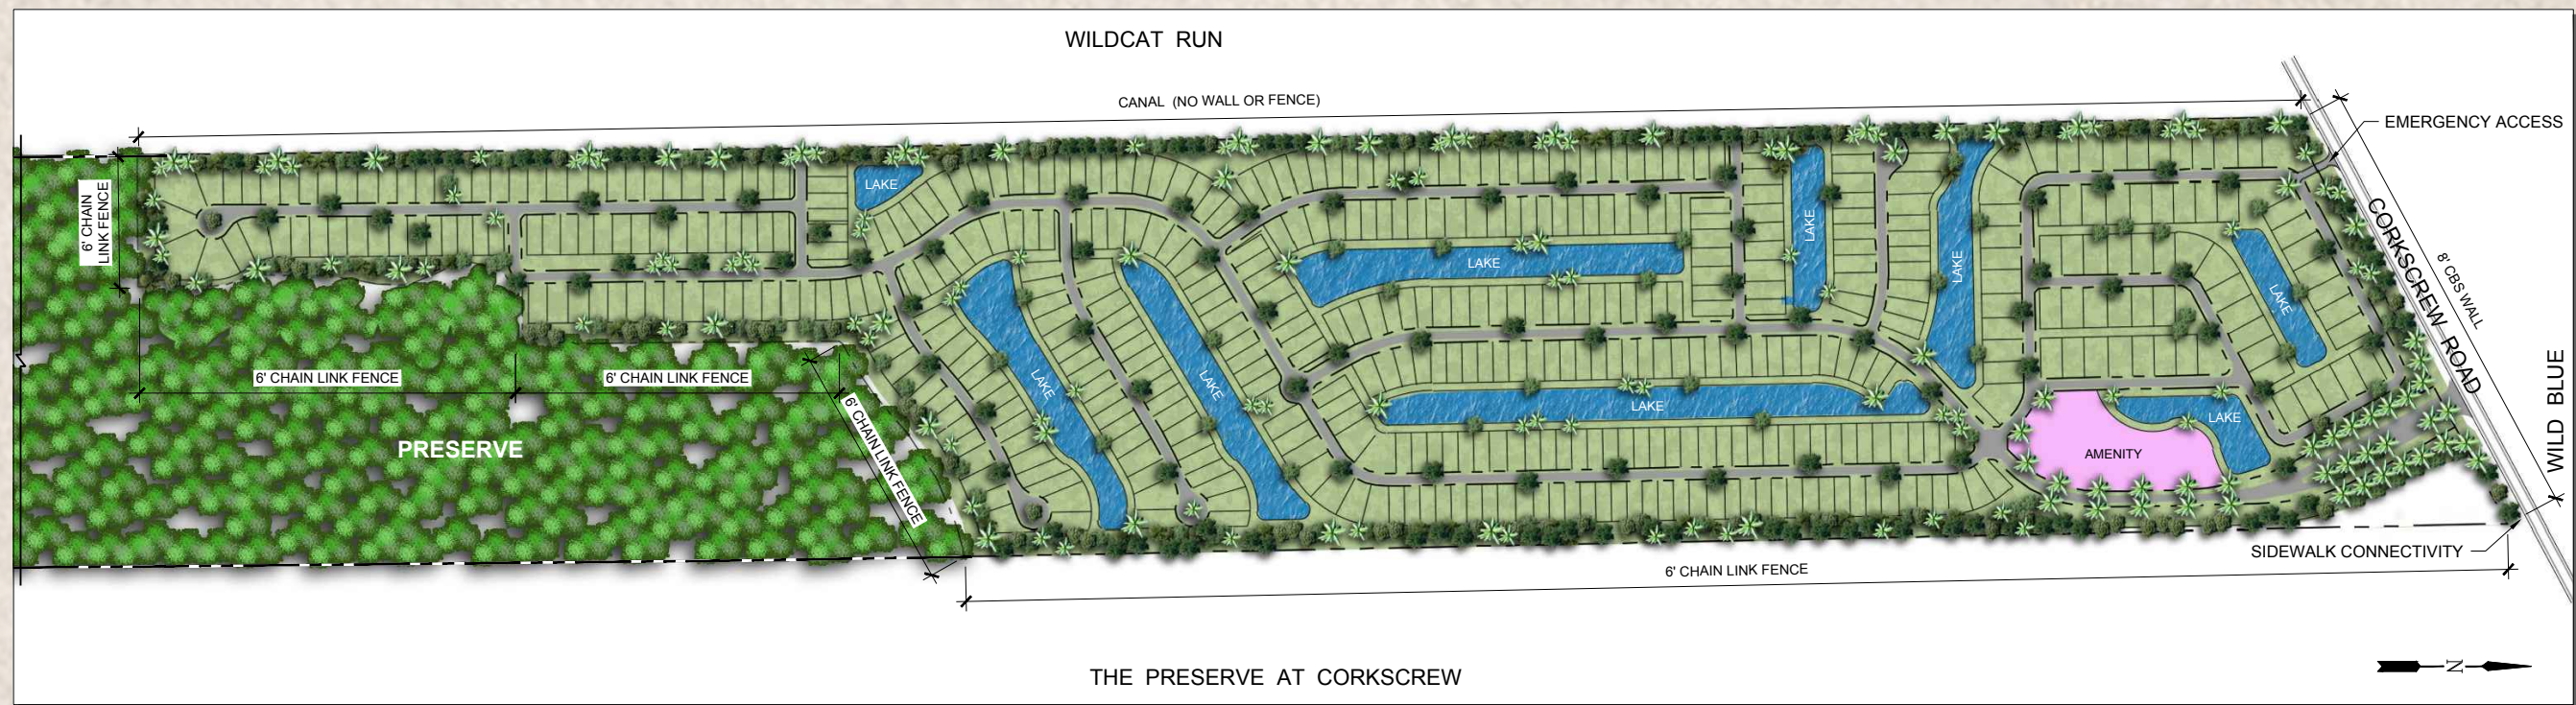 WILDCAT RUN
CANAL (NO WALL OR FENCE)
EMERGENCY ACCESS
6' CHAIN
LINK FENCE
LAKE
LAKE
LAKE
LAKE
LAKE
LAKE
LAKE
LAKE
LAKE
CORKSCREW ROAD
8' CBS WALL
WILD BLUE
6' CHAIN LINK FENCE
6' CHAIN LINK FENCE
6' CHAIN LINK FENCE
PRESERVE
AMENITY
SIDEWALK CONNECTIVITY
6' CHAIN LINK FENCE
THE PRESERVE AT CORKSCREW
N